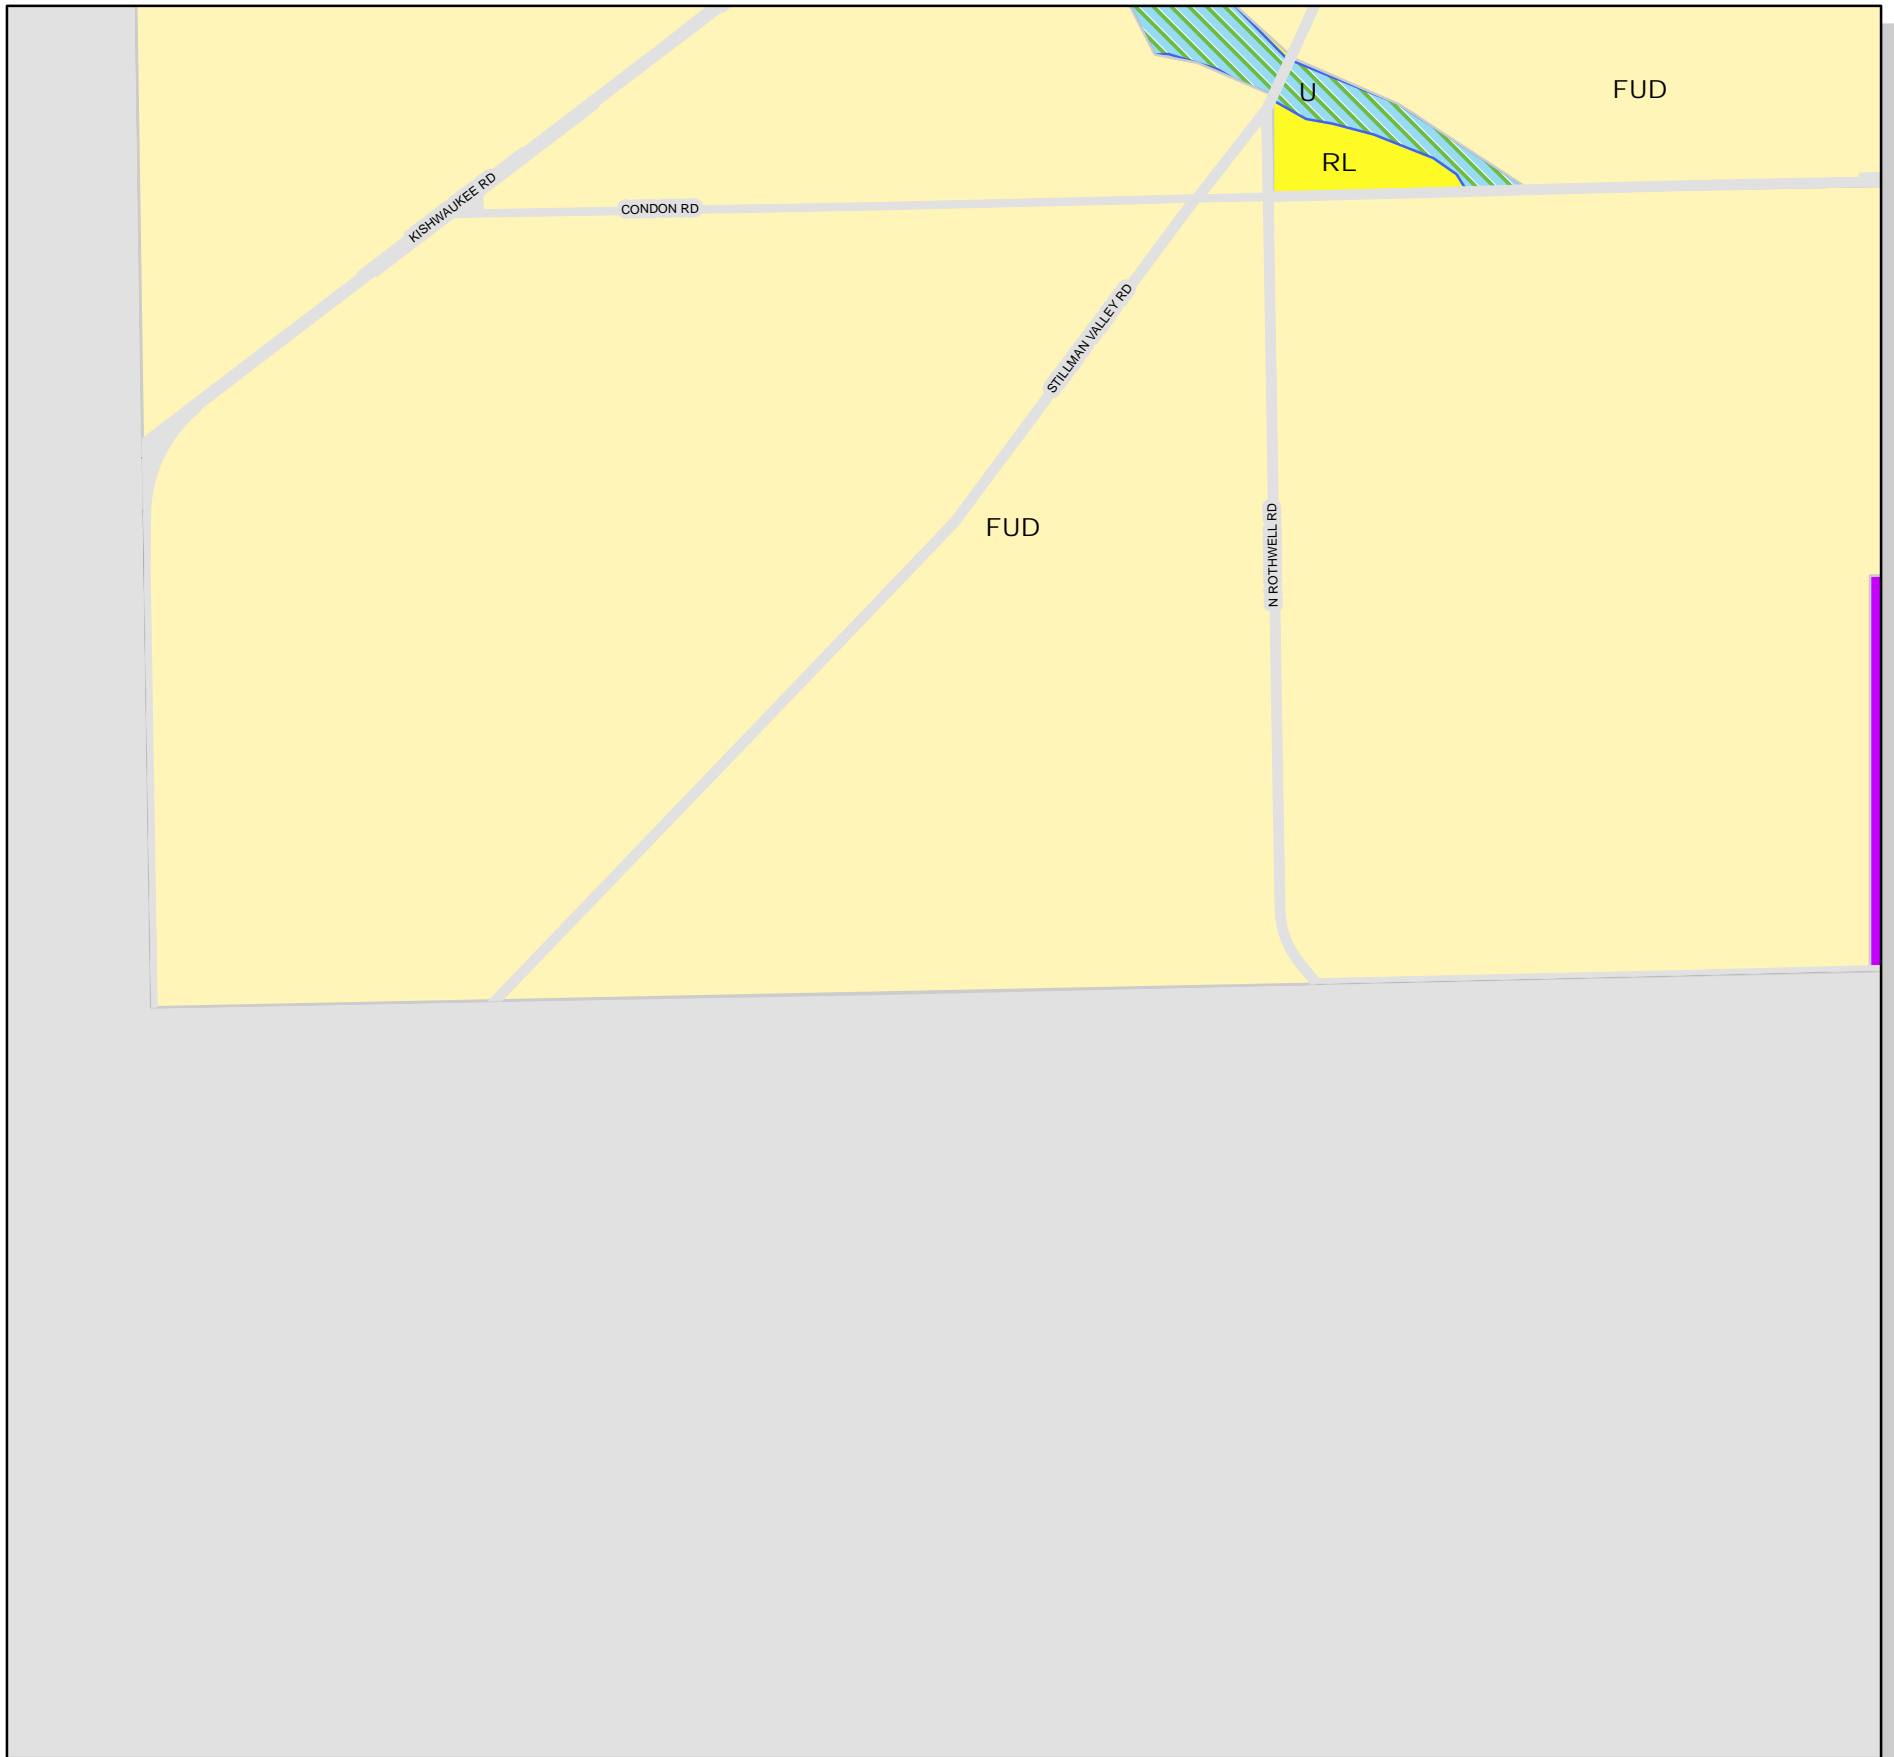 FUD
U
RL
KISHWAUKEE RD
CONDON RD
STILLMAN VALLEY RD
FUD
N ROTHWELL RD